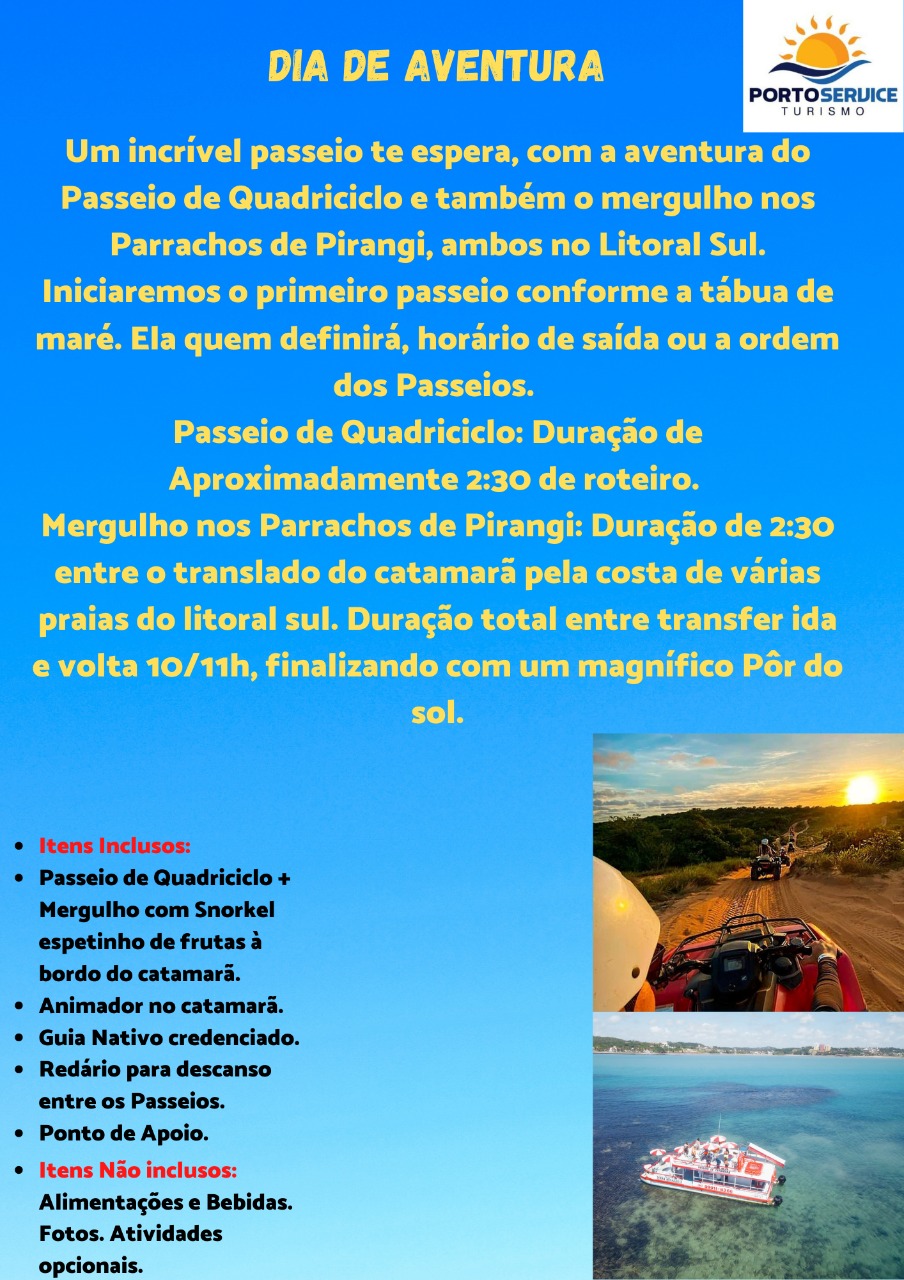 DIA DE AVENTURA
PORTOSERVICE
TURISMO
Um incrível passeio te espera, com a aventura do
Passeio de Quadriciclo e também o mergulho nos
Parrachos de Pirangi, ambos no Litoral Sul.
Iniciaremos o primeiro passeio conforme a tábua de
maré. Ela quem definirá, horário de saída ou a ordem
dos Passeios.
Passeio de Quadriciclo: Duração de
Aproximadamente 2:30 de roteiro.
Mergulho nos Parrachos de Pirangi: Duração de 2:30
entre o translado do catamarã pela costa de várias
praias do litoral sul. Duração total entre transfer ida
e volta 10/11h, finalizando com um magnífico Pôr do
sol.
• Itens Inclusos:
• Passeio de Quadriciclo +
Mergulho com Snorkel
espetinho de frutas à
bordo do catamarã.
• Animador no catamarã.
• Guia Nativo credenciado.
• Redário para descanso
entre os Passeios.
• Ponto de Apoio.
• Itens Não inclusos:
Alimentações e Bebidas.
Fotos. Atividades
opcionais.